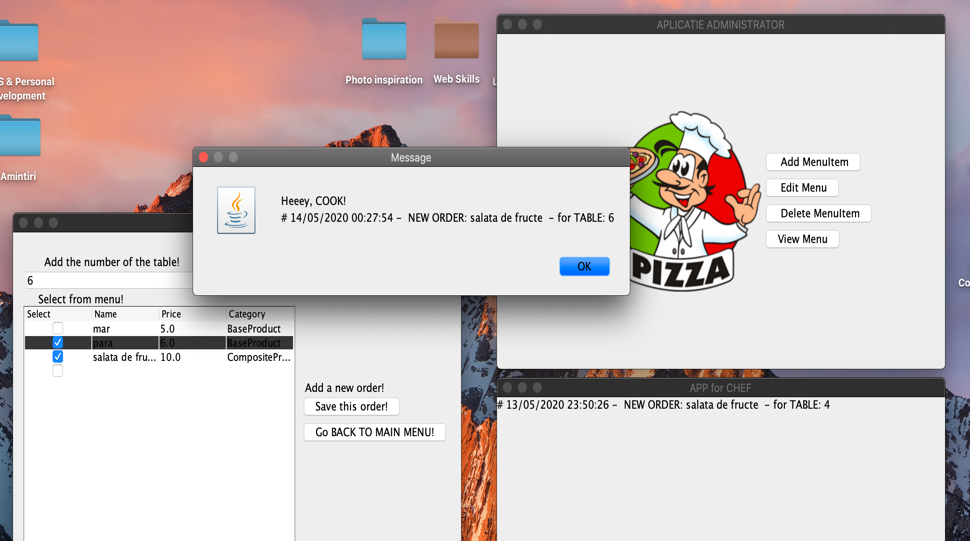 S & Personal
velopment
Amintiri
Photo inspiration
Web Skills
APLICATIE ADMINISTRATOR
PIZZA
Add MenuItem
Edit Menu
Delete MenuItem
View Menu
Message
Heeey, COOK!
# 14/05/2020 00:27:54 - NEW ORDER: salata de fructe - for TABLE: 6
OK
Add the number of the table!
6
Select from menu!
Select Name Price Category
mar 5.0 BaseProduct
para 6.0 BaseProduct
salata de fru... 10.0 CompositePr...
Add a new order!
Save this order!
Go BACK TO MAIN MENU!
APP for CHEF
# 13/05/2020 23:50:26 - NEW ORDER: salata de fructe - for TABLE: 4
Co